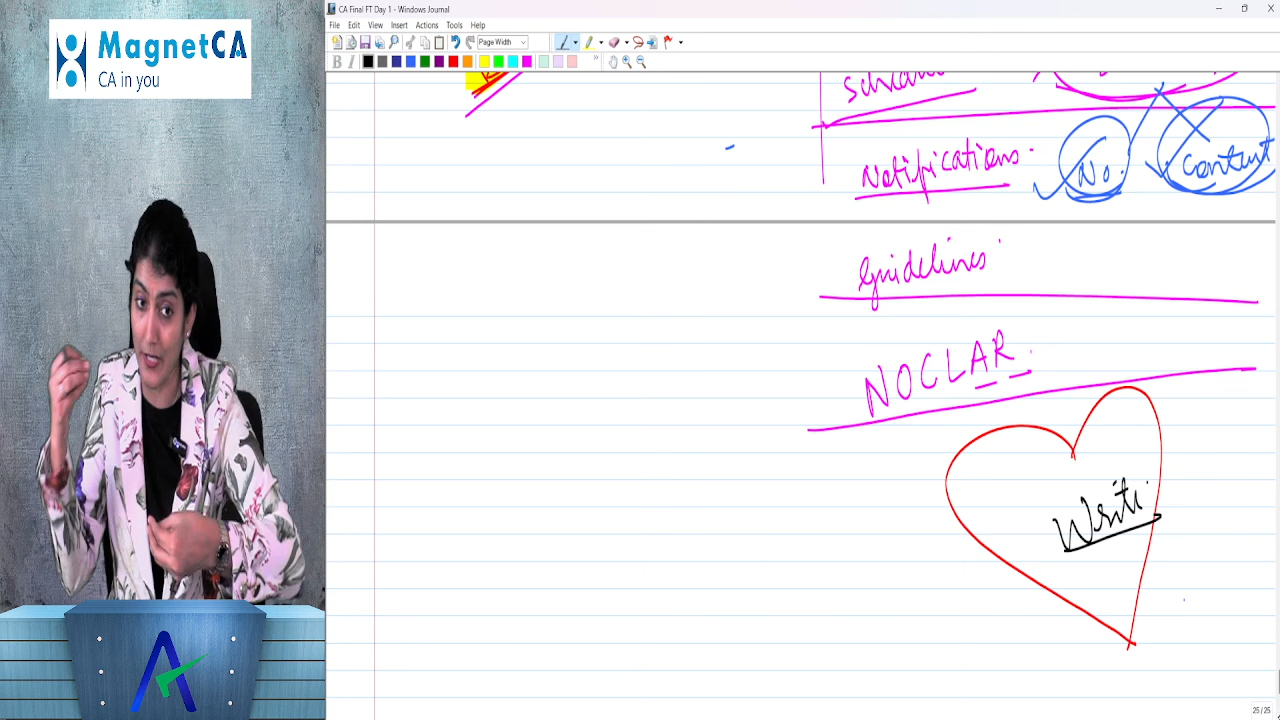 MagnetCA
CA in you
CA Final FT Day 1 - Windows Journal
File Edit View Insert Actions Tools Help
Page Width
B I
Notifications. No. Content
Guidelines
NOCLAR.
Write
25 / 25